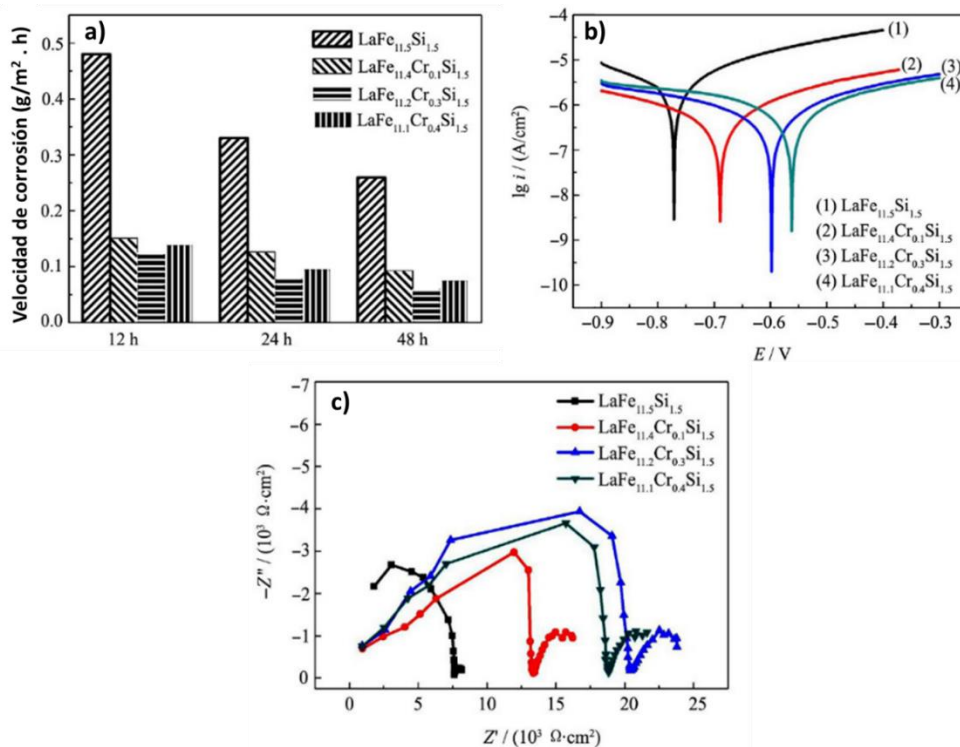 a)
Velocidad de corrosión (g/m² . h)
0.5
0.4
0.3
0.2
0.1
0.0
LaFe₁₁.₅Si₁.₅
LaFe₁₁.₄Cr₀.₁Si₁.₅
LaFe₁₁.₂Cr₀.₃Si₁.₅
LaFe₁₁.₁Cr₀.₄Si₁.₅
12 h 24 h 48 h
b)
lg i / (A/cm²)
−4
−5
−6
−7
−8
−9
−10
(1)
(2)
(3)
(4)
(1) LaFe₁₁.₅Si₁.₅
(2) LaFe₁₁.₄Cr₀.₁Si₁.₅
(3) LaFe₁₁.₂Cr₀.₃Si₁.₅
(4) LaFe₁₁.₁Cr₀.₄Si₁.₅
−0.9 −0.8 −0.7 −0.6 −0.5 −0.4 −0.3
E / V
c)
−Z″ / (10³ Ω·cm²)
−7
−6
−5
−4
−3
−2
−1
0
LaFe₁₁.₅Si₁.₅
LaFe₁₁.₄Cr₀.₁Si₁.₅
LaFe₁₁.₂Cr₀.₃Si₁.₅
LaFe₁₁.₁Cr₀.₄Si₁.₅
0 5 10 15 20 25
Z′ / (10³ Ω·cm²)